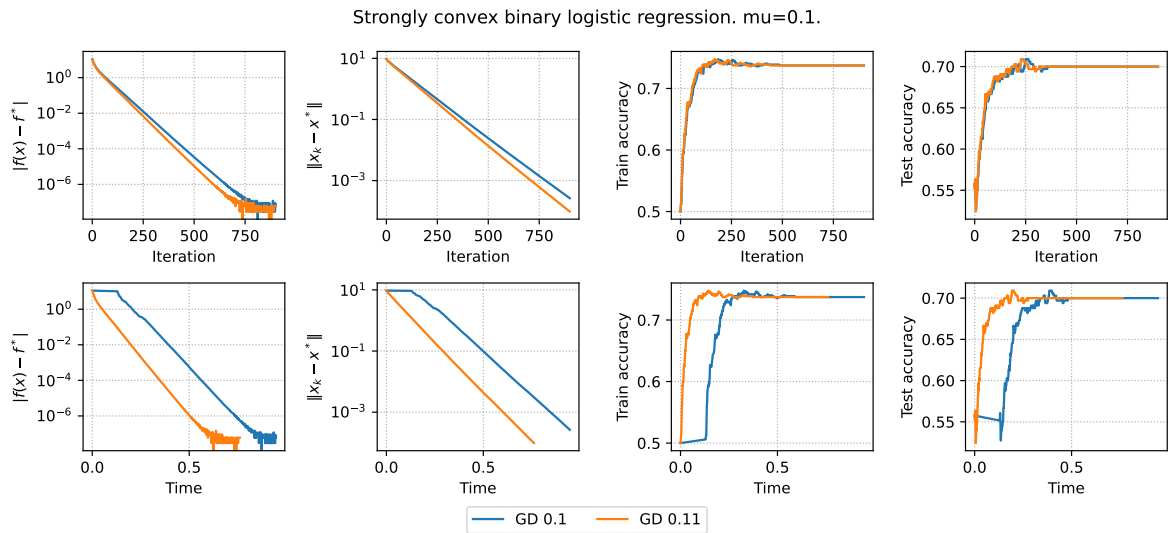 Strongly convex binary logistic regression. mu=0.1.
|f(x) − f*|
10^0
10^−2
10^−4
10^−6
0 250 500 750
Iteration
‖x_k − x*‖
10^1
10^−1
10^−3
0 250 500 750
Iteration
Train accuracy
0.7
0.6
0.5
0 250 500 750
Iteration
Test accuracy
0.70
0.65
0.60
0.55
0 250 500 750
Iteration
|f(x) − f*|
10^0
10^−2
10^−4
10^−6
0.0 0.5
Time
‖x_k − x*‖
10^1
10^−1
10^−3
0.0 0.5
Time
Train accuracy
0.7
0.6
0.5
0.0 0.5
Time
Test accuracy
0.70
0.65
0.60
0.55
0.0 0.5
Time
GD 0.1 GD 0.11